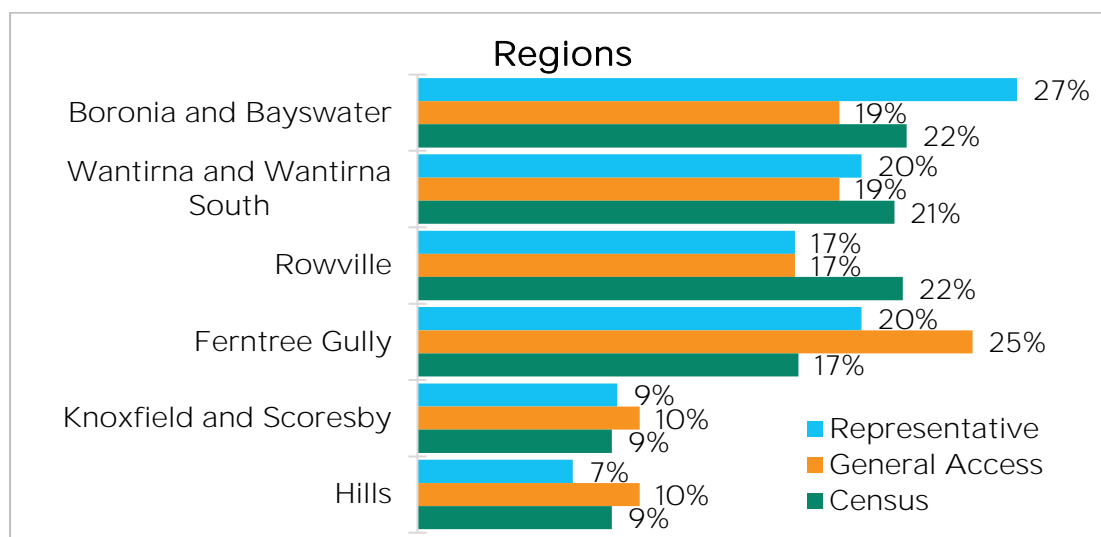 Regions
Boronia and Bayswater
27%
19%
22%
Wantirna and Wantirna
South
20%
19%
21%
Rowville
17%
17%
22%
Ferntree Gully
20%
25%
17%
Knoxfield and Scoresby
9%
10%
9%
Hills
7%
10%
9%
Representative
General Access
Census